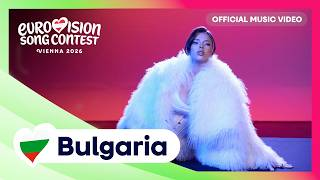 EUROVISION
SONG CONTEST
VIENNA 2026
OFFICIAL MUSIC VIDEO
Bulgaria